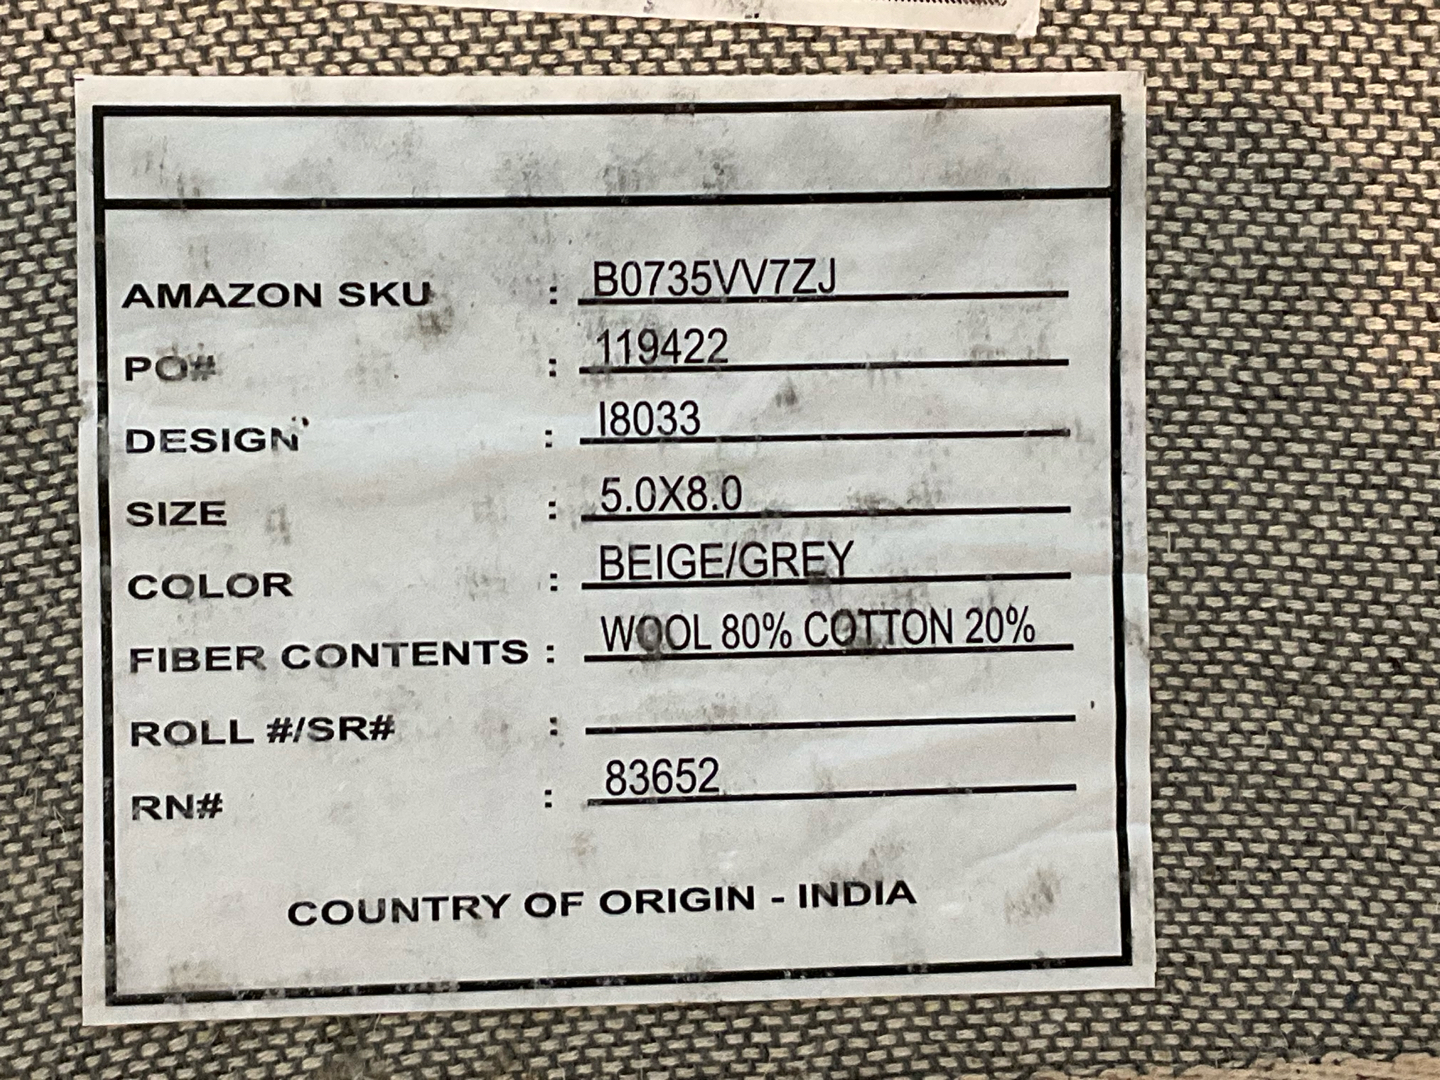 AMAZON SKU : B0735VV7ZJ
PO# : 119422
DESIGN : I8033
SIZE : 5.0X8.0
COLOR : BEIGE/GREY
FIBER CONTENTS : WOOL 80% COTTON 20%
ROLL #/SR# :
RN# : 83652
COUNTRY OF ORIGIN - INDIA